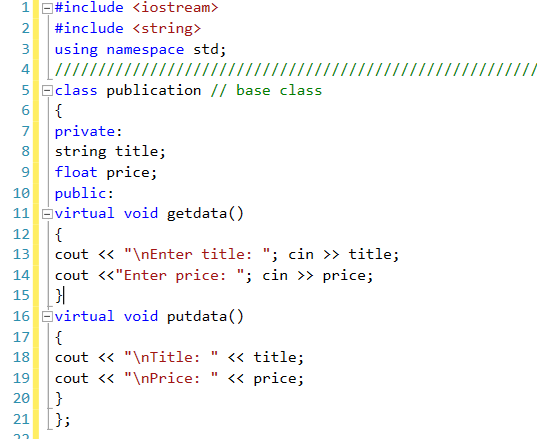 1 #include <iostream>
2 #include <string>
3 using namespace std;
4 ////////////////////////////////////////////////////////
5 class publication // base class
6 {
7 private:
8 string title;
9 float price;
10 public:
11 virtual void getdata()
12 {
13 cout << "\nEnter title: "; cin >> title;
14 cout <<"Enter price: "; cin >> price;
15 }
16 virtual void putdata()
17 {
18 cout << "\nTitle: " << title;
19 cout << "\nPrice: " << price;
20 }
21 };
22